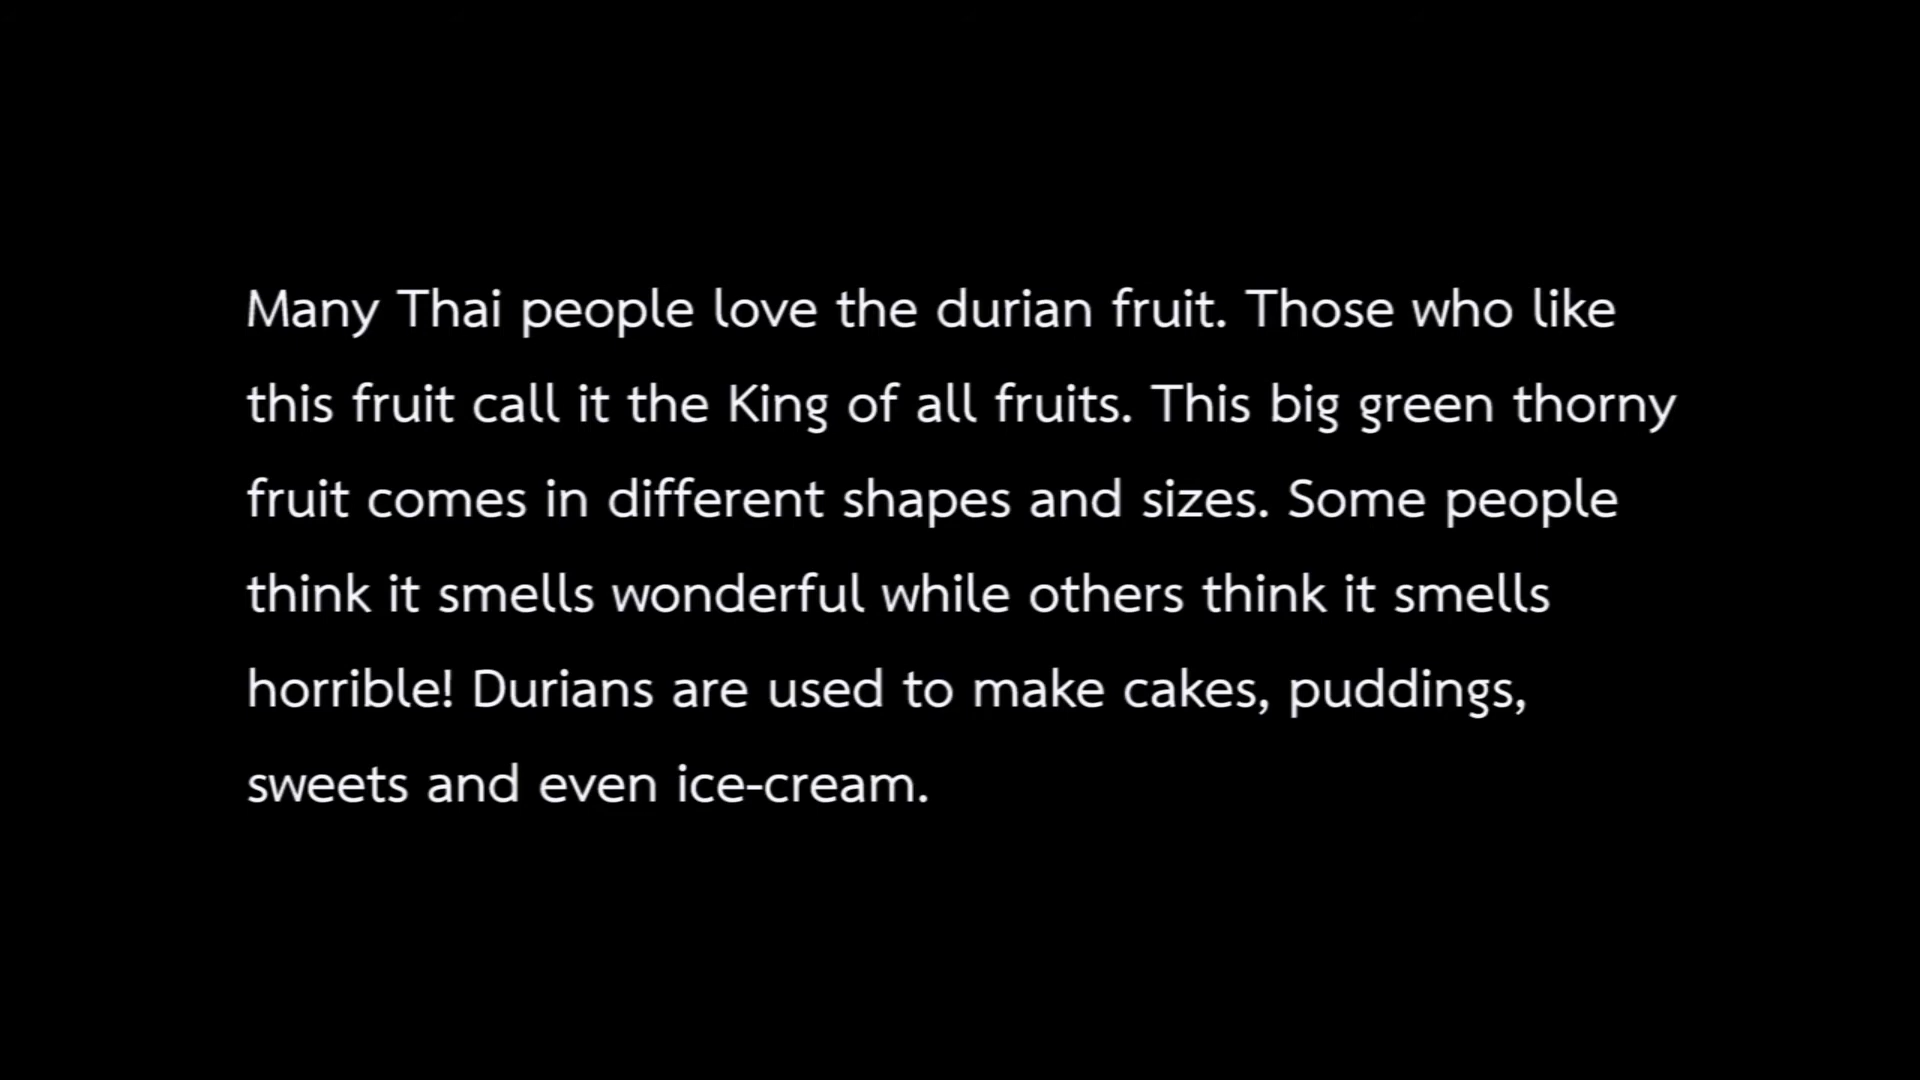 Many Thai people love the durian fruit. Those who like
this fruit call it the King of all fruits. This big green thorny
fruit comes in different shapes and sizes. Some people
think it smells wonderful while others think it smells
horrible! Durians are used to make cakes, puddings,
sweets and even ice-cream.